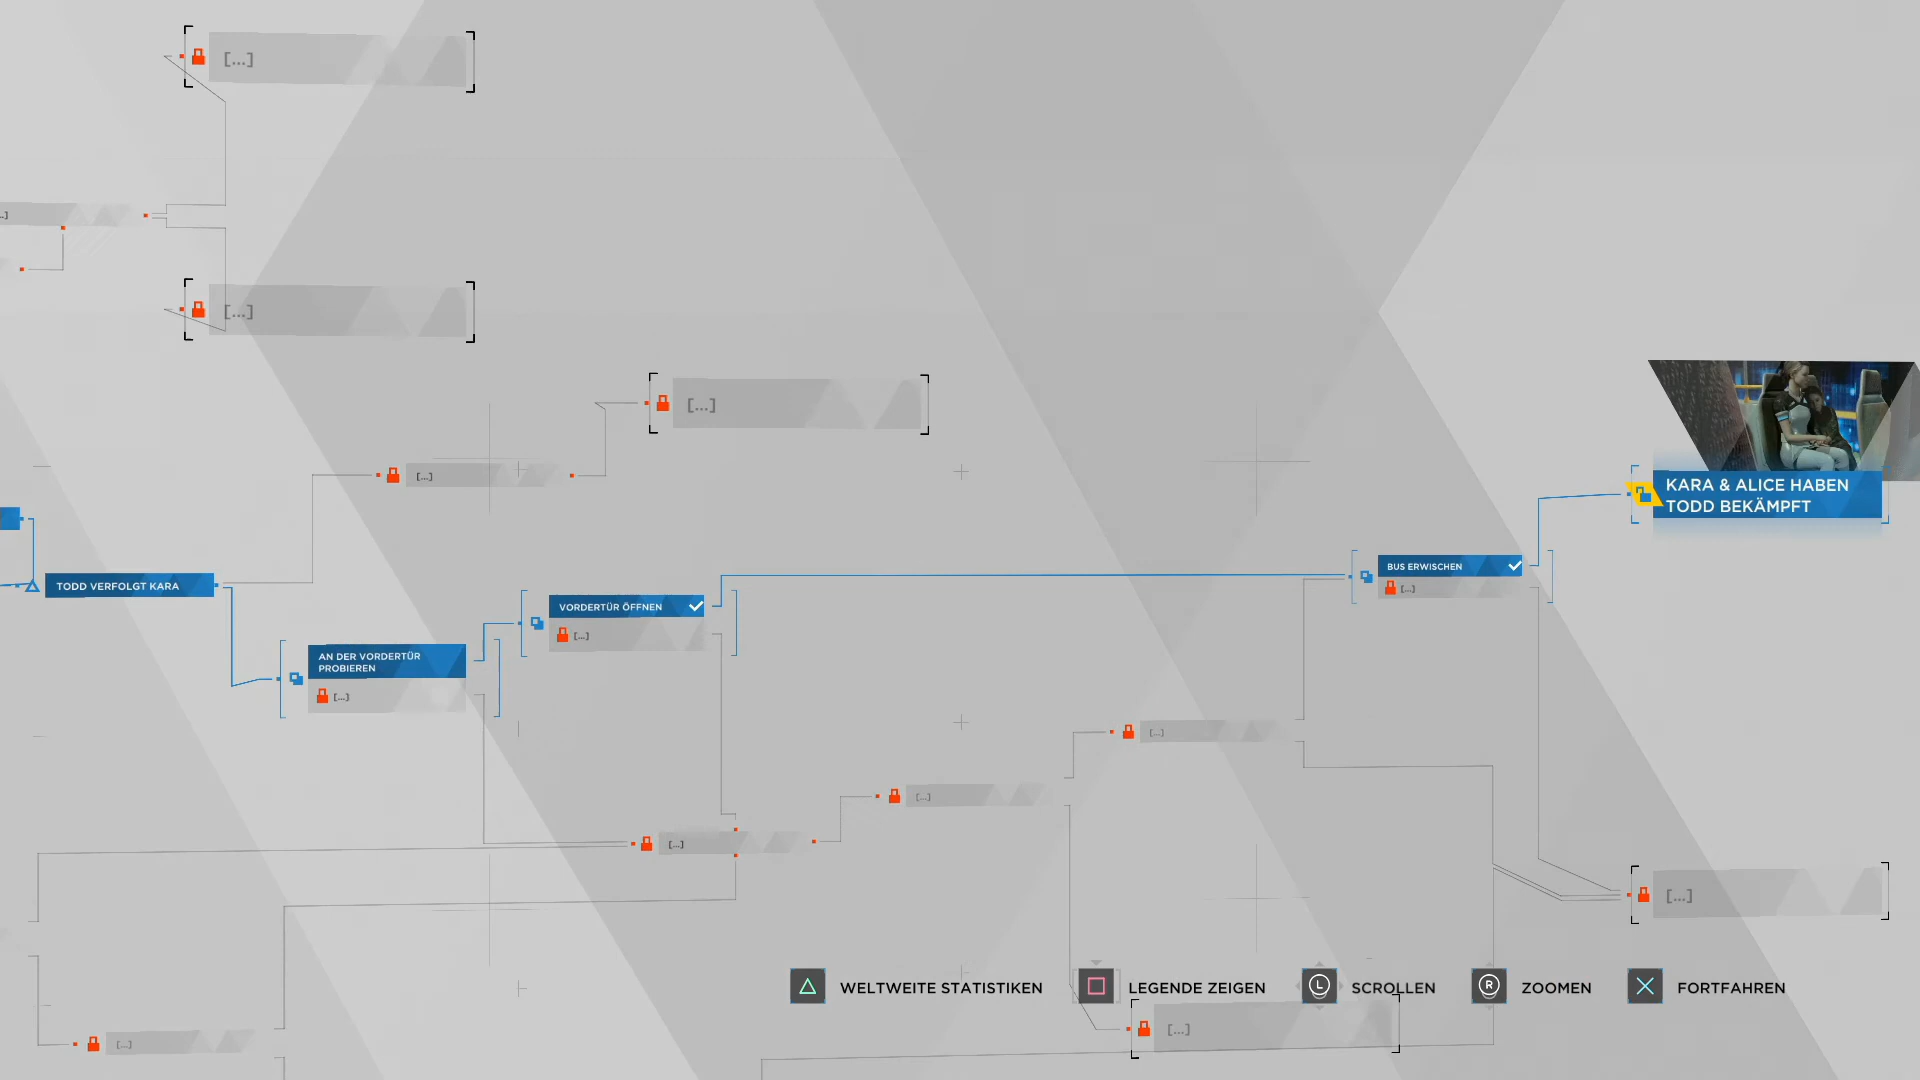 [...]
...]
[...]
[...]
[...]
KARA & ALICE HABEN
TODD BEKÄMPFT
TODD VERFOLGT KARA
BUS ERWISCHEN
[...]
VORDERTÜR ÖFFNEN
[...]
AN DER VORDERTÜR
PROBIEREN
[...]
[...]
[...]
[...]
[...]
WELTWEITE STATISTIKEN
LEGENDE ZEIGEN
L
SCROLLEN
R
ZOOMEN
FORTFAHREN
[...]
[...]